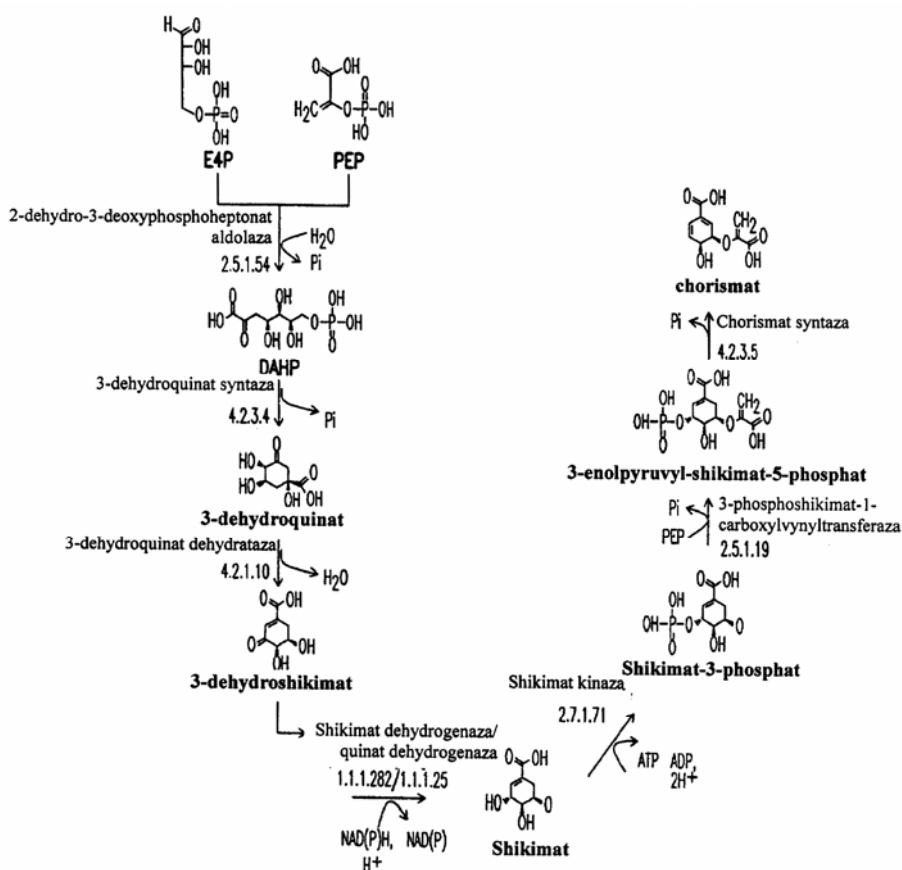 E4P
PEP
2-dehydro-3-deoxyphosphoheptonat
aldolaza
H2O
Pi
2.5.1.54
DAHP
3-dehydroquinat syntaza
4.2.3.4
Pi
3-dehydroquinat
3-dehydroquinat dehydrataza
4.2.1.10
H2O
3-dehydroshikimat
Shikimat dehydrogenaza/
quinat dehydrogenaza
1.1.1.282/1.1.1.25
NAD(P)H, NAD(P)
H+
Shikimat
Shikimat kinaza
2.7.1.71
ATP ADP,
2H+
Shikimat-3-phosphat
Pi
PEP
3-phosphoshikimat-1-
carboxylvynyltransferaza
2.5.1.19
3-enolpyruvyl-shikimat-5-phosphat
Pi
Chorismat syntaza
4.2.3.5
chorismat